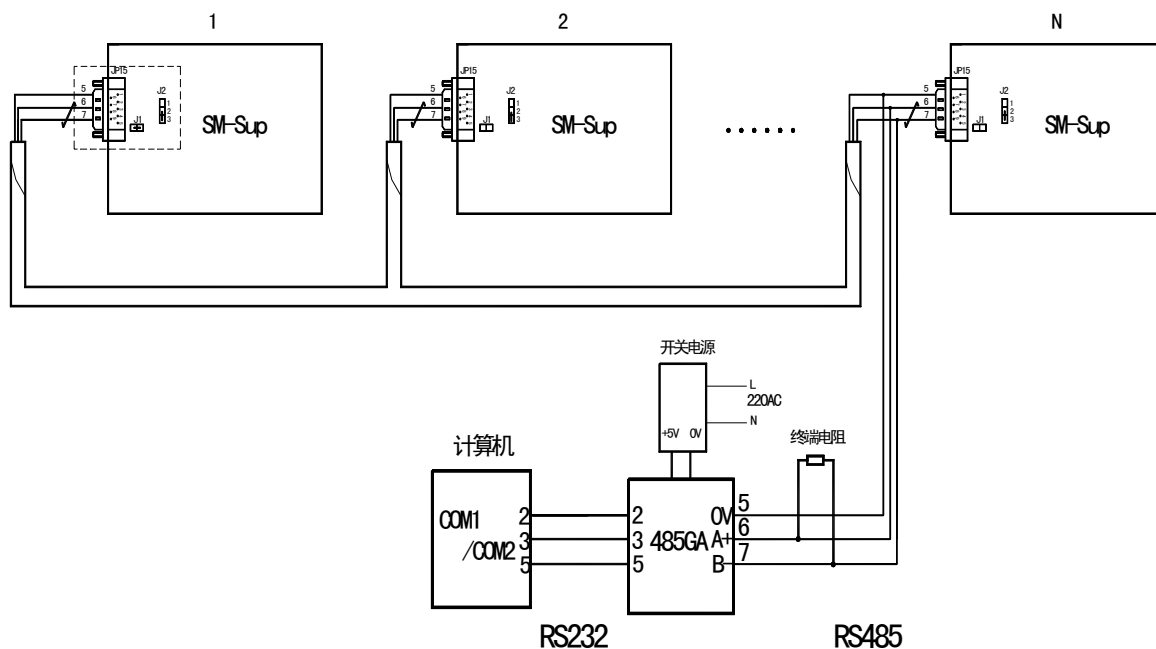 1
2
N
JP15
J2
5
6
7
1
2
3
J1
SM-Sup
JP15
J2
5
6
7
1
2
3
J1
SM-Sup
······
JP15
J2
5
6
7
1
2
3
J1
SM-Sup
开关电源
L
220AC
N
+5V 0V
终端电阻
计算机
COM1
/COM2
2
3
5
2
3
5
485GA
0V
A+
B-
5
6
7
RS232
RS485